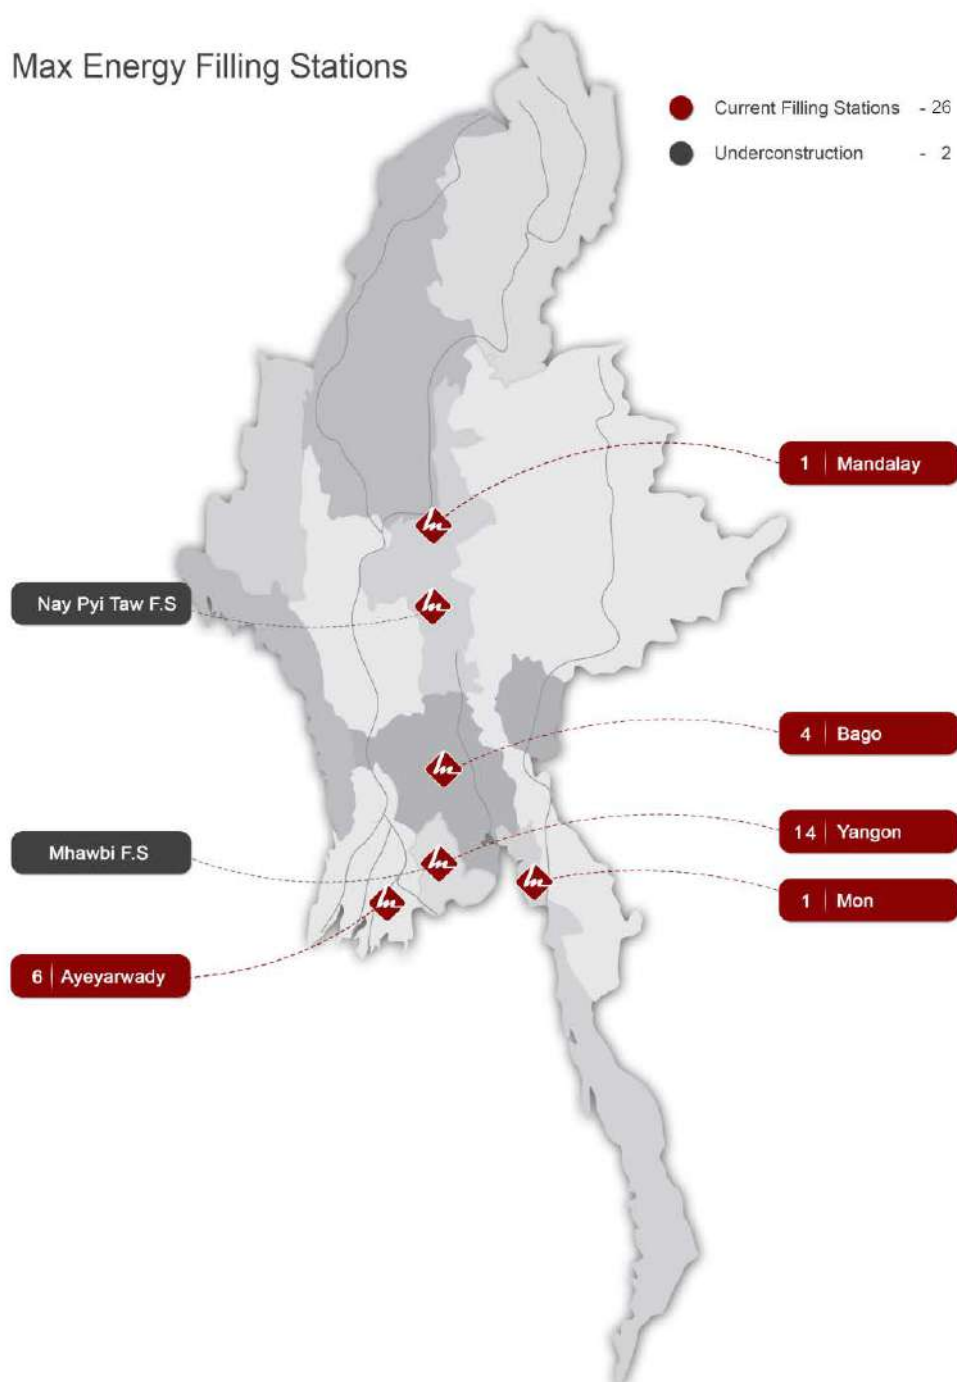 Max Energy Filling Stations
Current Filling Stations - 26
Underconstruction - 2
1 | Mandalay
Nay Pyi Taw F.S
4 | Bago
14 | Yangon
Mhawbi F.S
1 | Mon
6 | Ayeyarwady